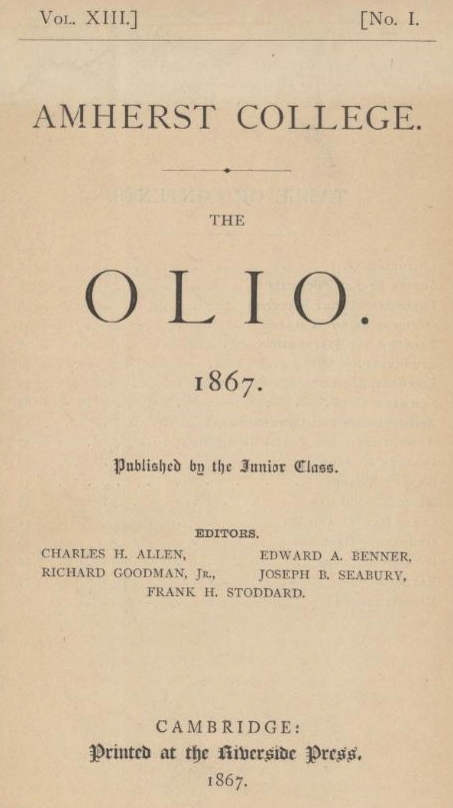 Vol. XIII.] [No. I.
AMHERST COLLEGE.
THE
OLIO.
1867.
Published by the Junior Class.
EDITORS.
CHARLES H. ALLEN, EDWARD A. BENNER,
RICHARD GOODMAN, Jr., JOSEPH B. SEABURY,
FRANK H. STODDARD.
CAMBRIDGE:
Printed at the Riverside Press.
1867.